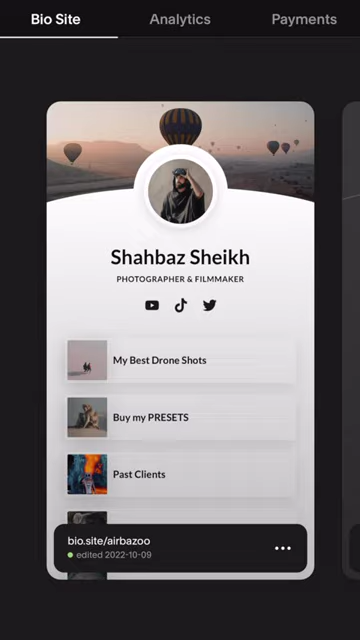 Bio Site
Analytics
Payments
Shahbaz Sheikh
PHOTOGRAPHER & FILMMAKER
My Best Drone Shots
Buy my PRESETS
Past Clients
bio.site/airbazoo
edited 2022-10-09